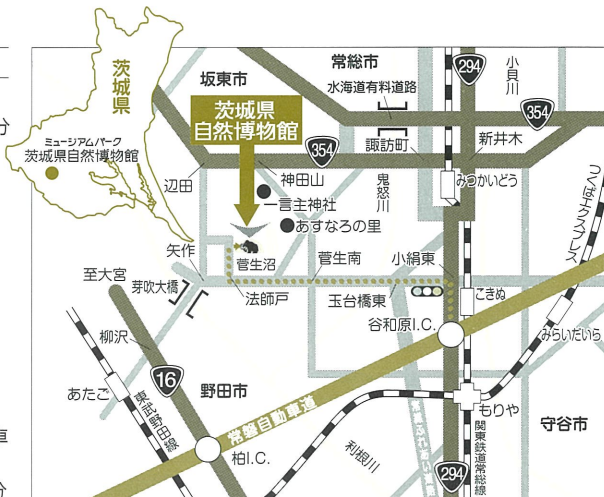 茨城県
ミュージアムパーク
茨城県自然博物館
分
坂東市
常総市
水海道有料道路
294
小貝川
354
茨城県
自然博物館
354
諏訪町
新井木
辺田
神田山
一言主神社
鬼怒川
みつかいどう
つくばエクスプレス
あすなろの里
矢作
菅生沼
菅生南
小絹東
至大宮
芽吹大橋
法師戸
玉台橋東
こきぬ
谷和原I.C.
みらいだいら
柳沢
16
あたご
東武野田線
野田市
常磐自動車道
もりや
守谷市
柏I.C.
利根川
関東鉄道常総線
294
車
分